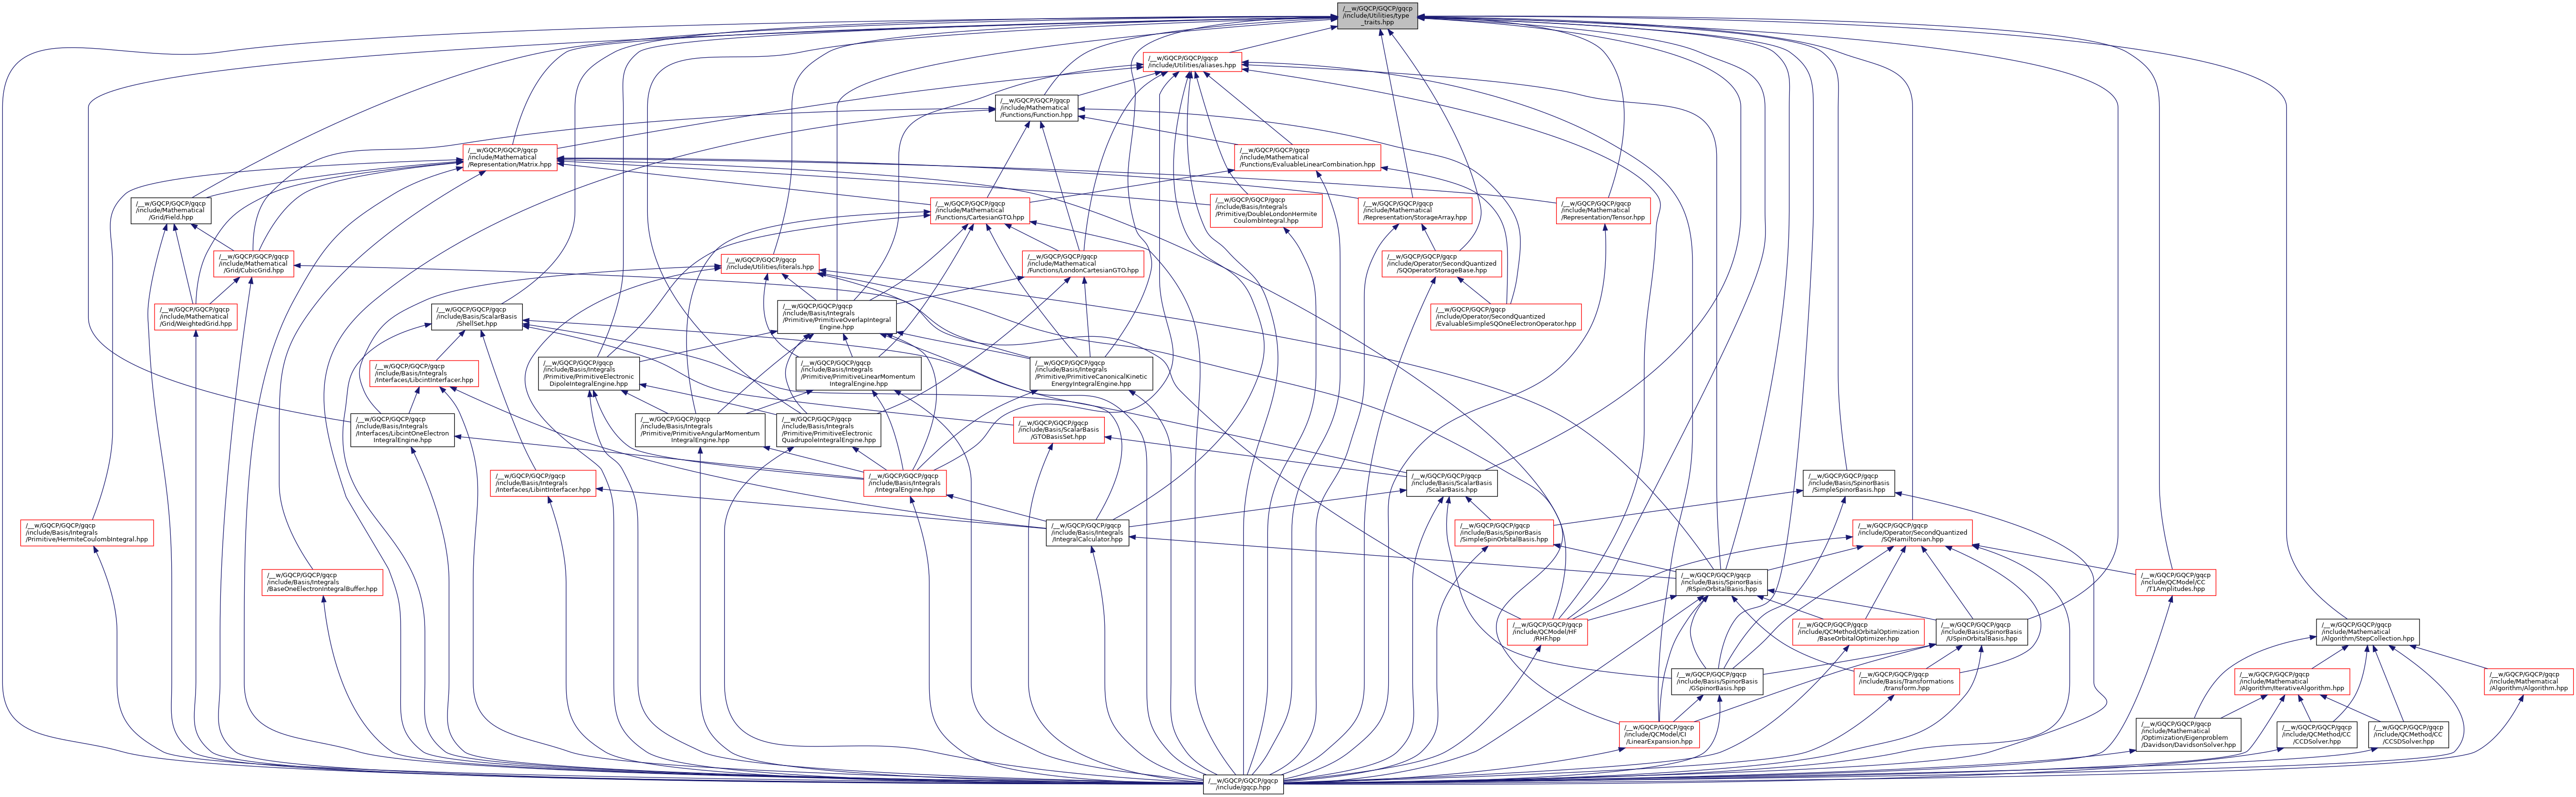 /__w/GQCP/GQCP/gqcp
/include/Utilities/type
_traits.hpp
/__w/GQCP/GQCP/gqcp
/include/Utilities/aliases.hpp
/__w/GQCP/GQCP/gqcp
/include/Mathematical
/Functions/Function.hpp
/__w/GQCP/GQCP/gqcp
/include/Mathematical
/Representation/Matrix.hpp
/__w/GQCP/GQCP/gqcp
/include/Mathematical
/Functions/EvaluableLinearCombination.hpp
/__w/GQCP/GQCP/gqcp
/include/Mathematical
/Grid/Field.hpp
/__w/GQCP/GQCP/gqcp
/include/Mathematical
/Functions/CartesianGTO.hpp
/__w/GQCP/GQCP/gqcp
/include/Basis/Integrals
/Primitive/DoubleLondonHermite
CoulombIntegral.hpp
/__w/GQCP/GQCP/gqcp
/include/Mathematical
/Representation/StorageArray.hpp
/__w/GQCP/GQCP/gqcp
/include/Mathematical
/Representation/Tensor.hpp
/__w/GQCP/GQCP/gqcp
/include/Mathematical
/Grid/CubicGrid.hpp
/__w/GQCP/GQCP/gqcp
/include/Utilities/literals.hpp
/__w/GQCP/GQCP/gqcp
/include/Mathematical
/Functions/LondonCartesianGTO.hpp
/__w/GQCP/GQCP/gqcp
/include/Operator/SecondQuantized
/SQOperatorStorageBase.hpp
/__w/GQCP/GQCP/gqcp
/include/Mathematical
/Grid/WeightedGrid.hpp
/__w/GQCP/GQCP/gqcp
/include/Basis/ScalarBasis
/ShellSet.hpp
/__w/GQCP/GQCP/gqcp
/include/Basis/Integrals
/Primitive/PrimitiveOverlapIntegral
Engine.hpp
/__w/GQCP/GQCP/gqcp
/include/Operator/SecondQuantized
/EvaluableSimpleSQOneElectronOperator.hpp
/__w/GQCP/GQCP/gqcp
/include/Basis/Integrals
/Interfaces/LibcintInterfacer.hpp
/__w/GQCP/GQCP/gqcp
/include/Basis/Integrals
/Primitive/PrimitiveElectronic
DipoleIntegralEngine.hpp
/__w/GQCP/GQCP/gqcp
/include/Basis/Integrals
/Primitive/PrimitiveLinearMomentum
IntegralEngine.hpp
/__w/GQCP/GQCP/gqcp
/include/Basis/Integrals
/Primitive/PrimitiveCanonicalKinetic
EnergyIntegralEngine.hpp
/__w/GQCP/GQCP/gqcp
/include/Basis/Integrals
/Interfaces/LibcintOneElectron
IntegralEngine.hpp
/__w/GQCP/GQCP/gqcp
/include/Basis/Integrals
/Primitive/PrimitiveAngularMomentum
IntegralEngine.hpp
/__w/GQCP/GQCP/gqcp
/include/Basis/Integrals
/Primitive/PrimitiveElectronic
QuadrupoleIntegralEngine.hpp
/__w/GQCP/GQCP/gqcp
/include/Basis/ScalarBasis
/GTOBasisSet.hpp
/__w/GQCP/GQCP/gqcp
/include/Basis/Integrals
/Interfaces/LibintInterfacer.hpp
/__w/GQCP/GQCP/gqcp
/include/Basis/Integrals
/IntegralEngine.hpp
/__w/GQCP/GQCP/gqcp
/include/Basis/ScalarBasis
/ScalarBasis.hpp
/__w/GQCP/GQCP/gqcp
/include/Basis/SpinorBasis
/SimpleSpinorBasis.hpp
/__w/GQCP/GQCP/gqcp
/include/Basis/Integrals
/Primitive/HermiteCoulombIntegral.hpp
/__w/GQCP/GQCP/gqcp
/include/Basis/Integrals
/IntegralCalculator.hpp
/__w/GQCP/GQCP/gqcp
/include/Basis/SpinorBasis
/SimpleSpinOrbitalBasis.hpp
/__w/GQCP/GQCP/gqcp
/include/Operator/SecondQuantized
/SQHamiltonian.hpp
/__w/GQCP/GQCP/gqcp
/include/Basis/Integrals
/BaseOneElectronIntegralBuffer.hpp
/__w/GQCP/GQCP/gqcp
/include/Basis/SpinorBasis
/RSpinOrbitalBasis.hpp
/__w/GQCP/GQCP/gqcp
/include/QCModel/CC
/T1Amplitudes.hpp
/__w/GQCP/GQCP/gqcp
/include/QCModel/HF
/RHF.hpp
/__w/GQCP/GQCP/gqcp
/include/QCMethod/OrbitalOptimization
/BaseOrbitalOptimizer.hpp
/__w/GQCP/GQCP/gqcp
/include/Basis/SpinorBasis
/USpinOrbitalBasis.hpp
/__w/GQCP/GQCP/gqcp
/include/Mathematical
/Algorithm/StepCollection.hpp
/__w/GQCP/GQCP/gqcp
/include/Basis/SpinorBasis
/GSpinorBasis.hpp
/__w/GQCP/GQCP/gqcp
/include/Basis/Transformations
/transform.hpp
/__w/GQCP/GQCP/gqcp
/include/Mathematical
/Algorithm/IterativeAlgorithm.hpp
/__w/GQCP/GQCP/gqcp
/include/Mathematical
/Algorithm/Algorithm.hpp
/__w/GQCP/GQCP/gqcp
/include/QCModel/CI
/LinearExpansion.hpp
/__w/GQCP/GQCP/gqcp
/include/Mathematical
/Optimization/Eigenproblem
/Davidson/DavidsonSolver.hpp
/__w/GQCP/GQCP/gqcp
/include/QCMethod/CC
/CCDSolver.hpp
/__w/GQCP/GQCP/gqcp
/include/QCMethod/CC
/CCSDSolver.hpp
/__w/GQCP/GQCP/gqcp
/include/gqcp.hpp